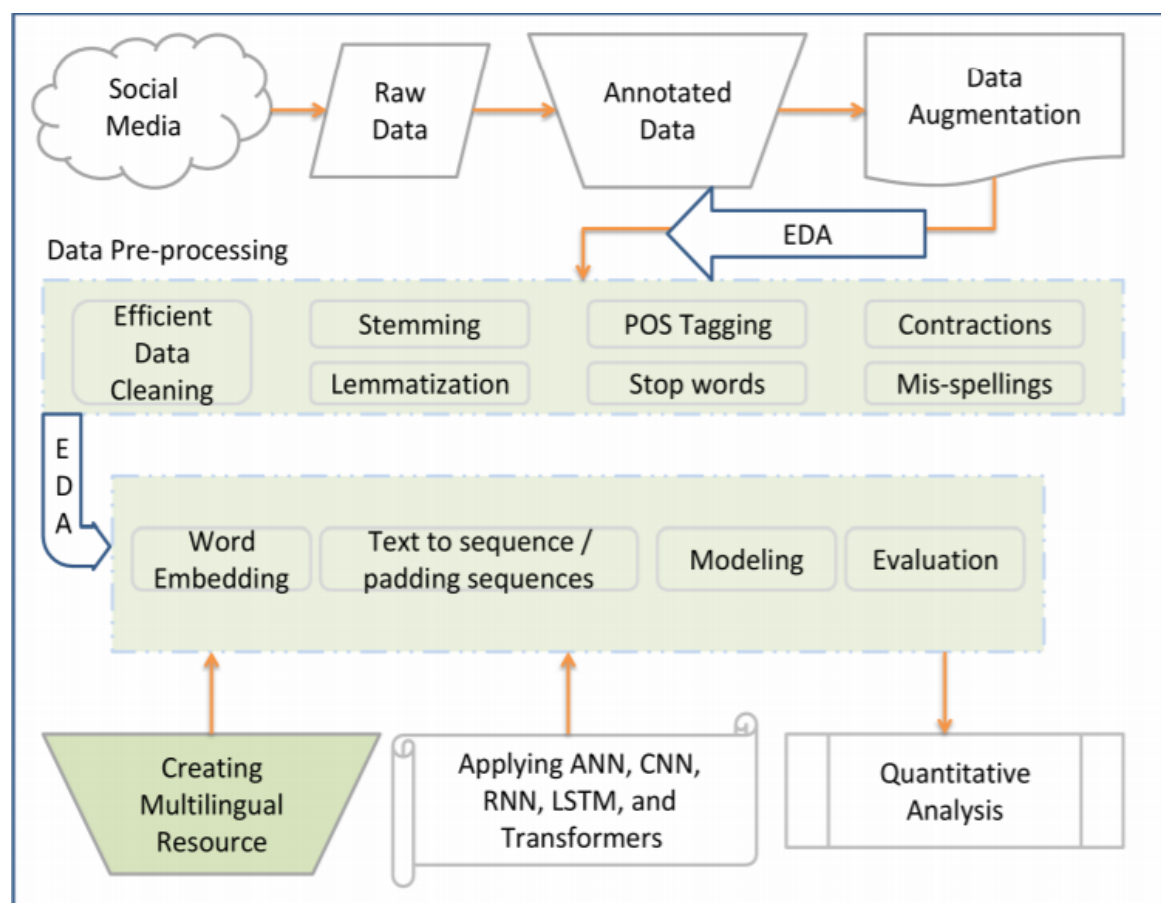 Social
Media
Raw
Data
Annotated
Data
Data
Augmentation
EDA
Data Pre-processing
Efficient
Data
Cleaning
Stemming
POS Tagging
Contractions
Lemmatization
Stop words
Mis-spellings
E
D
A
Word
Embedding
Text to sequence /
padding sequences
Modeling
Evaluation
Creating
Multilingual
Resource
Applying ANN, CNN,
RNN, LSTM, and
Transformers
Quantitative
Analysis